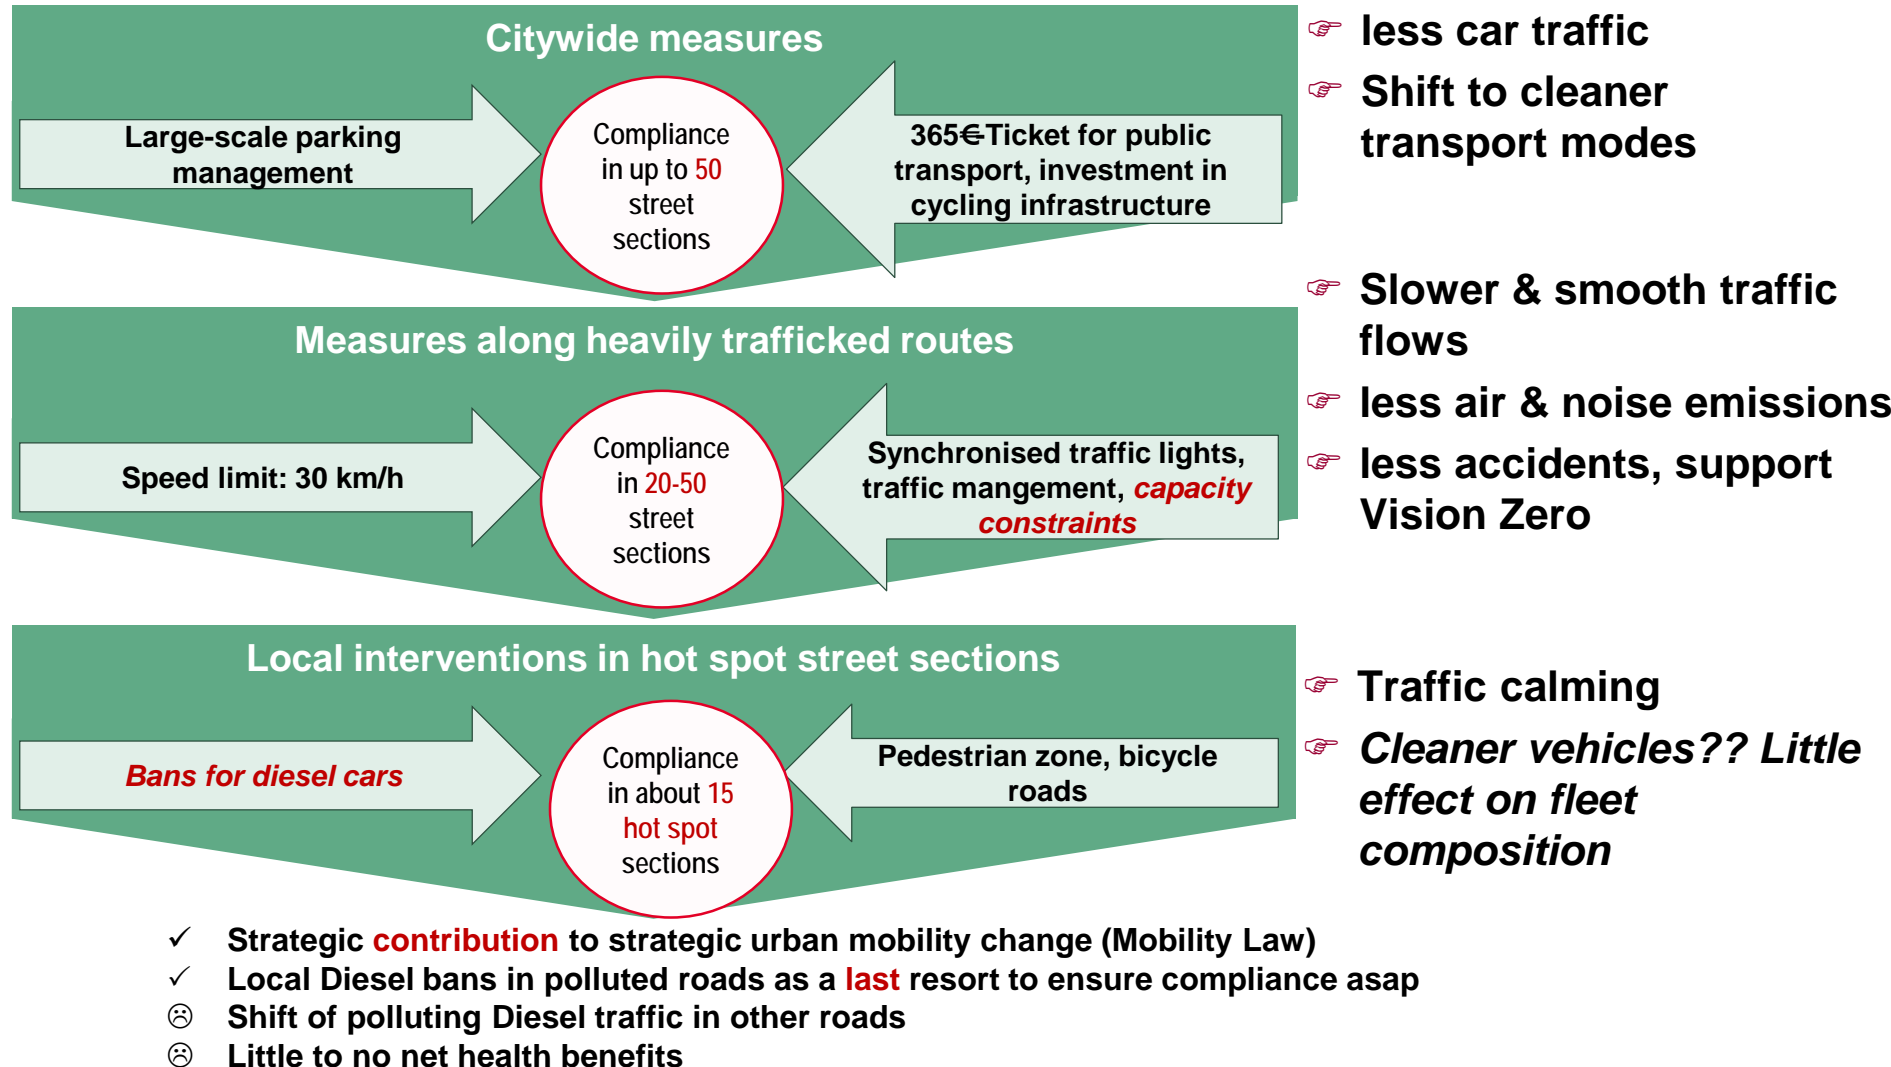 Citywide measures
Large-scale parking
management
Compliance
in up to 50
street
sections
365€-Ticket for public
transport, investment in
cycling infrastructure
☞ less car traffic
☞ Shift to cleaner
transport modes
Measures along heavily trafficked routes
Speed limit: 30 km/h
Compliance
in 20-50
street
sections
Synchronised traffic lights,
traffic mangement, capacity
constraints
☞ Slower & smooth traffic
flows
☞ less air & noise emissions
☞ less accidents, support
Vision Zero
Local interventions in hot spot street sections
Bans for diesel cars
Compliance
in about 15
hot spot
sections
Pedestrian zone, bicycle
roads
☞ Traffic calming
☞ Cleaner vehicles?? Little
effect on fleet
composition
✓ Strategic contribution to strategic urban mobility change (Mobility Law)
✓ Local Diesel bans in polluted roads as a last resort to ensure compliance asap
☹ Shift of polluting Diesel traffic in other roads
☹ Little to no net health benefits